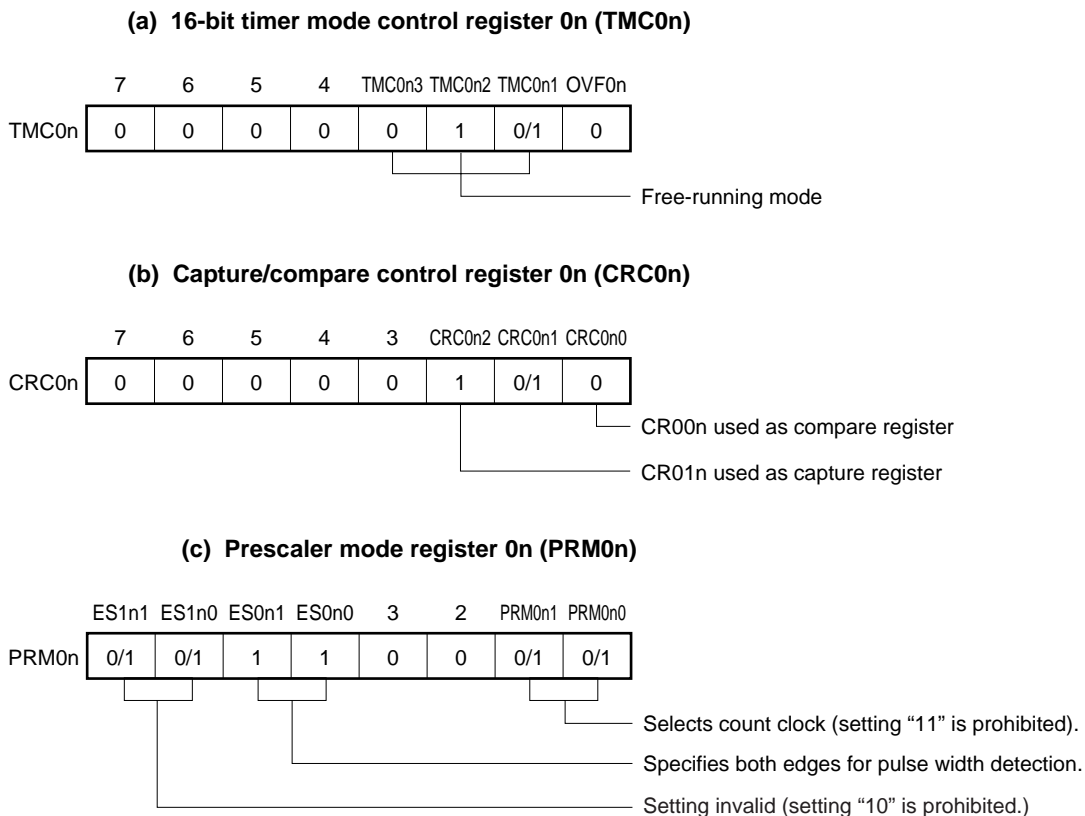 (a) 16-bit timer mode control register 0n (TMC0n)
7 6 5 4 TMC0n3 TMC0n2 TMC0n1 OVF0n
TMC0n 0 0 0 0 0 1 0/1 0
Free-running mode
(b) Capture/compare control register 0n (CRC0n)
7 6 5 4 3 CRC0n2 CRC0n1 CRC0n0
CRC0n 0 0 0 0 0 1 0/1 0
CR00n used as compare register
CR01n used as capture register
(c) Prescaler mode register 0n (PRM0n)
ES1n1 ES1n0 ES0n1 ES0n0 3 2 PRM0n1 PRM0n0
PRM0n 0/1 0/1 1 1 0 0 0/1 0/1
Selects count clock (setting “11” is prohibited).
Specifies both edges for pulse width detection.
Setting invalid (setting “10” is prohibited.)